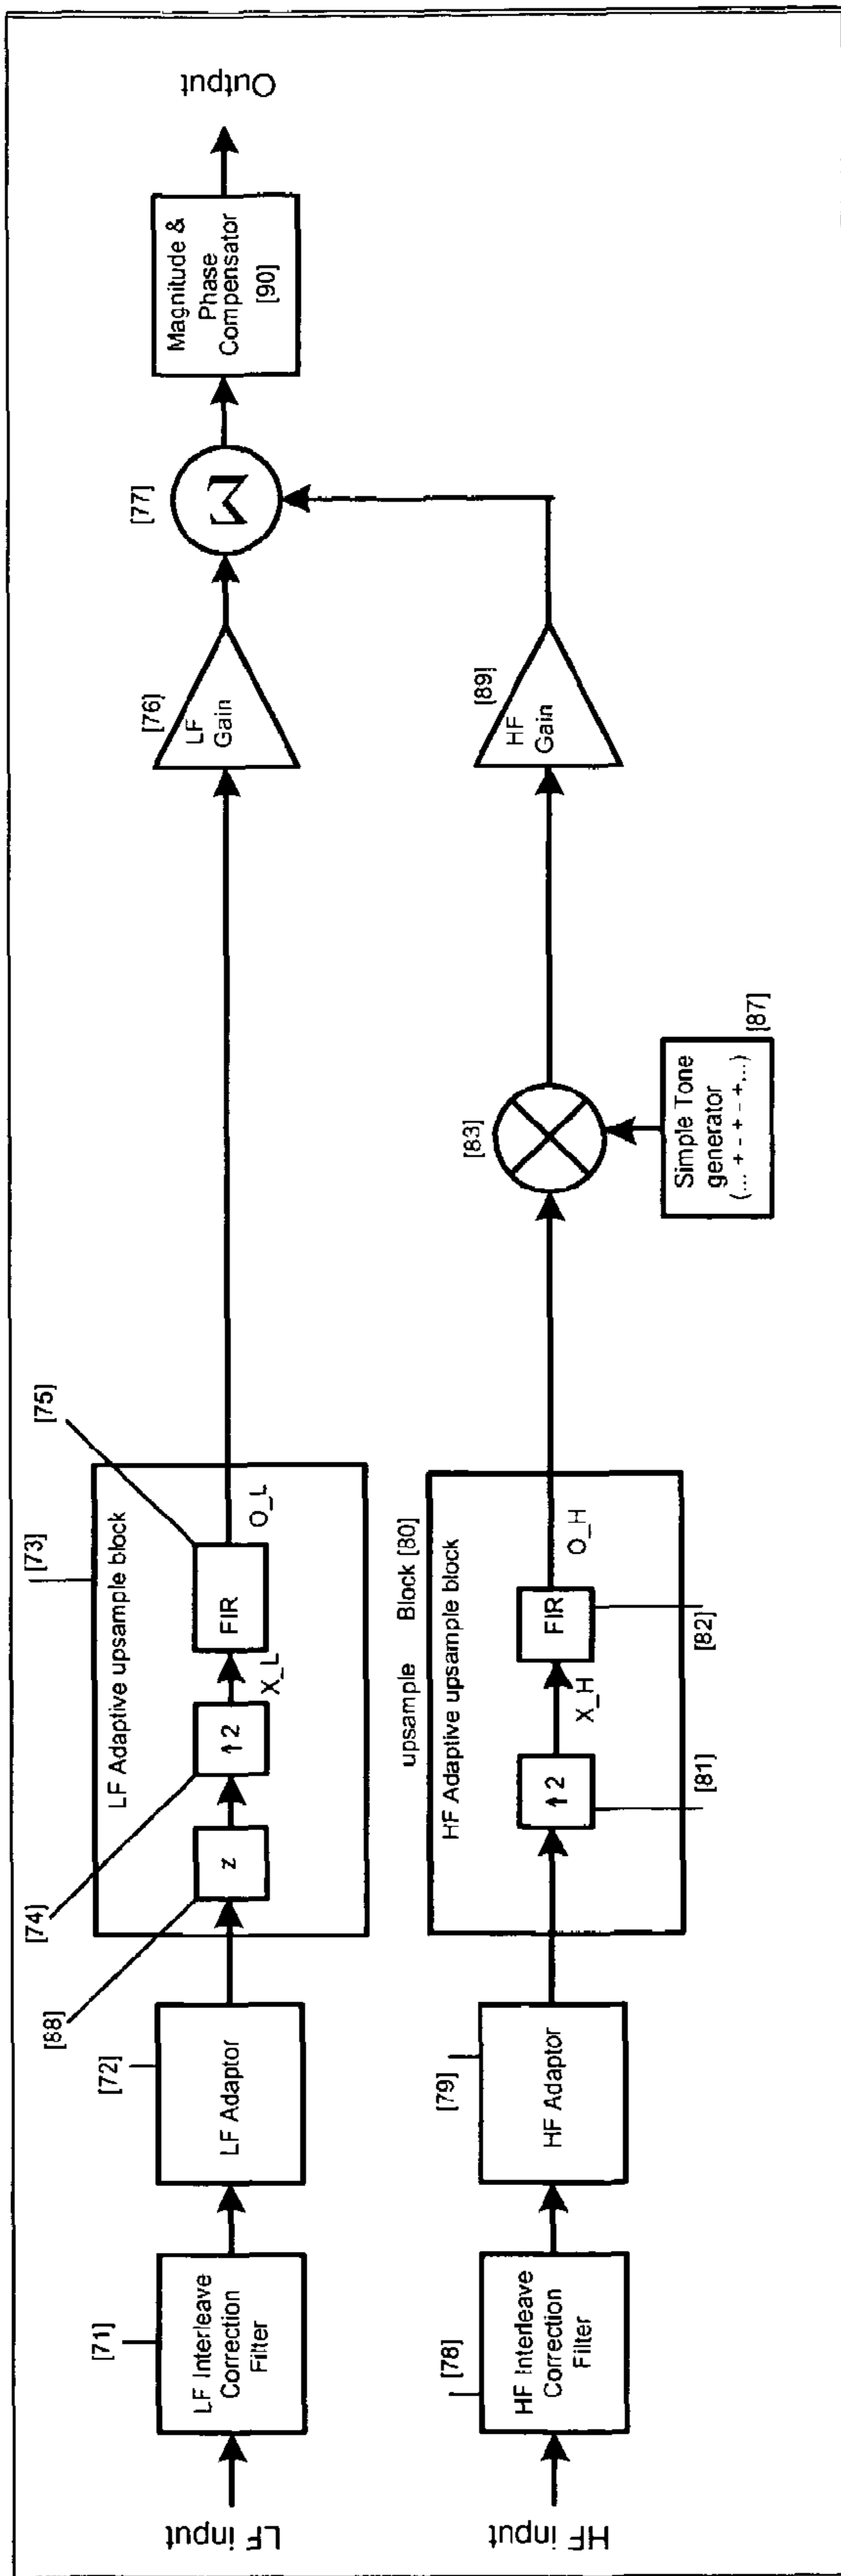 LF input
[71]
LF Interleave
Correction
Filter
[72]
LF Adaptor
[73]
LF Adaptive upsample block
[88]
z
[74]
↑2
X_L
[75]
FIR
O_L
[76]
LF
Gain
[77]
Σ
Magnitude &
Phase
Compensator
[90]
Output
HF input
[78]
HF Interleave
Correction
Filter
[79]
HF Adaptor
upsample Block [80]
HF Adaptive upsample block
↑2
[81]
X_H
FIR
[82]
O_H
[83]
Simple Tone
generator
(... + - + - +...)
[87]
[89]
HF
Gain